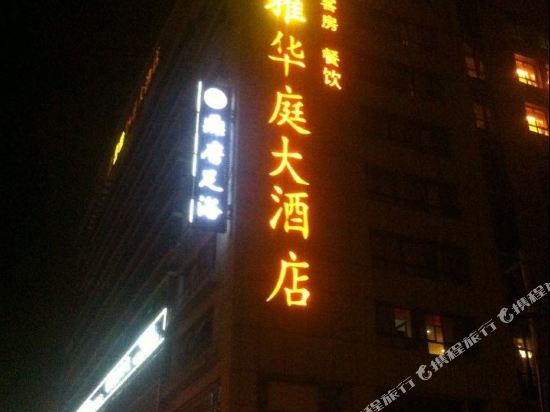 雅华庭大酒店
客房 餐饮
足浴
携程旅行
携程旅行